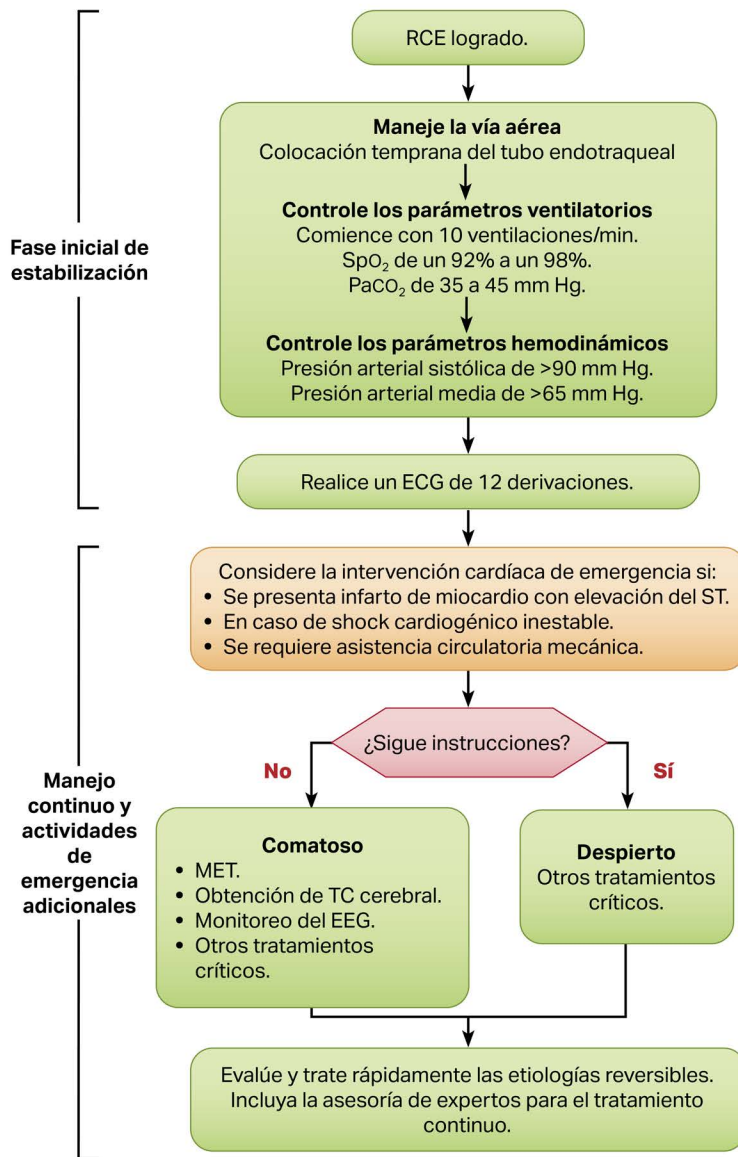 RCE logrado.
Maneje la vía aérea
Colocación temprana del tubo endotraqueal
Controle los parámetros ventilatorios
Comience con 10 ventilaciones/min.
SpO₂ de un 92% a un 98%.
PaCO₂ de 35 a 45 mm Hg.
Controle los parámetros hemodinámicos
Presión arterial sistólica de >90 mm Hg.
Presión arterial media de >65 mm Hg.
Realice un ECG de 12 derivaciones.
Fase inicial de
estabilización
Considere la intervención cardíaca de emergencia si:
• Se presenta infarto de miocardio con elevación del ST.
• En caso de shock cardiogénico inestable.
• Se requiere asistencia circulatoria mecánica.
¿Sigue instrucciones?
No
Sí
Manejo
continuo y
actividades
de
emergencia
adicionales
Comatoso
• MET.
• Obtención de TC cerebral.
• Monitoreo del EEG.
• Otros tratamientos
críticos.
Despierto
Otros tratamientos
críticos.
Evalúe y trate rápidamente las etiologías reversibles.
Incluya la asesoría de expertos para el tratamiento
continuo.